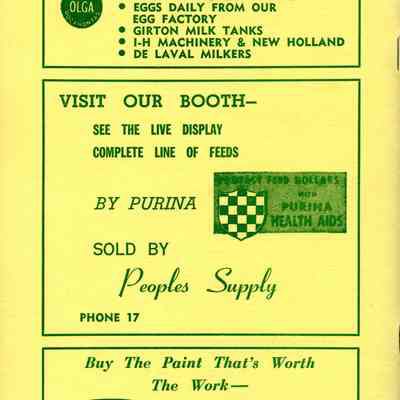 OLGA
• EGGS DAILY FROM OUR
EGG FACTORY
• GIRTON MILK TANKS
• I-H MACHINERY & NEW HOLLAND
• DE LAVAL MILKERS
VISIT OUR BOOTH—
SEE THE LIVE DISPLAY
COMPLETE LINE OF FEEDS
PROTECT FEED DOLLARS
WITH
PURINA
HEALTH AIDS
BY PURINA
SOLD BY
Peoples Supply
PHONE 17
Buy The Paint That's Worth
The Work—